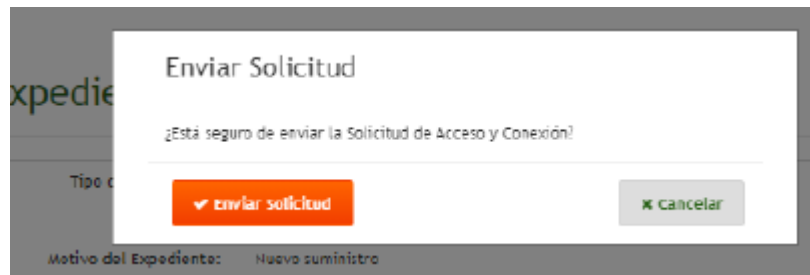 Enviar Solicitud
xpedie
¿Está seguro de enviar la Solicitud de Acceso y Conexión?
Tipo
✔ Enviar Solicitud
✖ Cancelar
Motivo del Expediente: Nuevo suministro